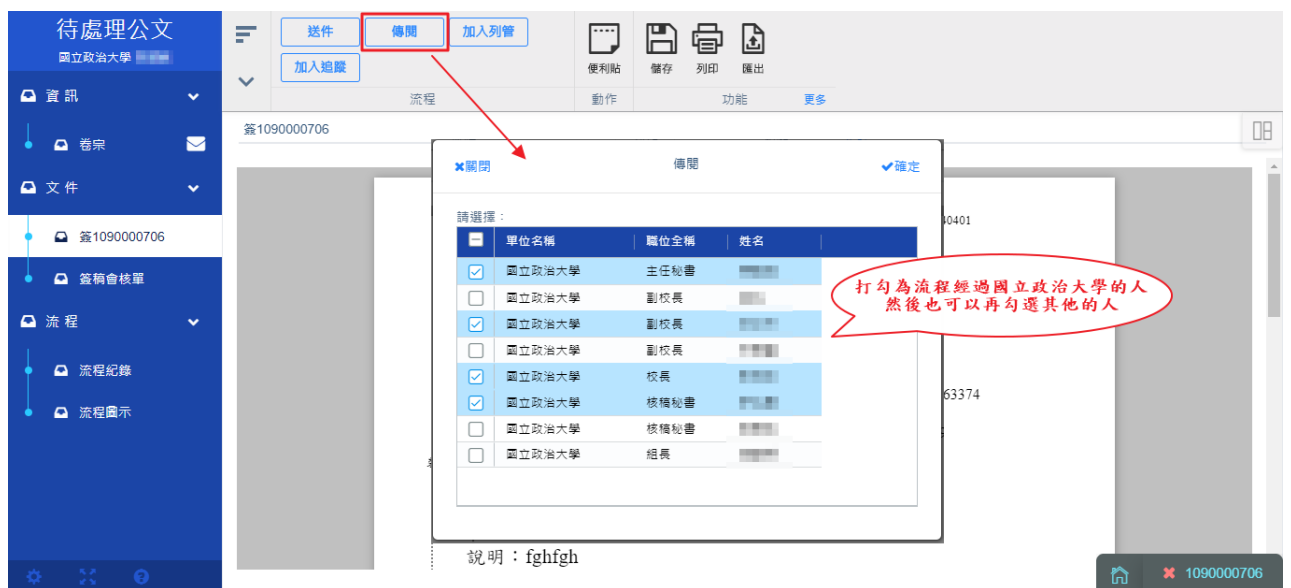 待處理公文
國立政治大學
資訊
卷宗
文件
簽1090000706
簽稿會核單
流程
流程紀錄
流程圖示
送件
傳閱
加入列管
加入追蹤
流程
便利貼
動作
儲存
列印
匯出
功能
更多
簽1090000706
關閉
傳閱
確定
請選擇：
單位名稱 職位全稱 姓名
國立政治大學 主任秘書
國立政治大學 副校長
國立政治大學 副校長
國立政治大學 副校長
國立政治大學 校長
國立政治大學 核稿秘書
國立政治大學 核稿秘書
國立政治大學 組長
打勾為流程經過國立政治大學的人
然後也可以再勾選其他的人
40401
63374
說明：fghfgh
1090000706